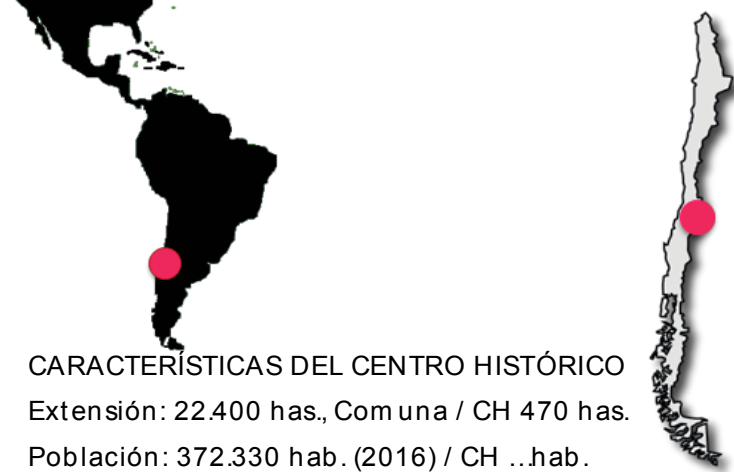 CARACTERÍSTICAS DEL CENTRO HISTÓRICO
Extensión: 22.400 has., Comuna / CH 470 has.
Población: 372.330 hab. (2016) / CH ...hab.